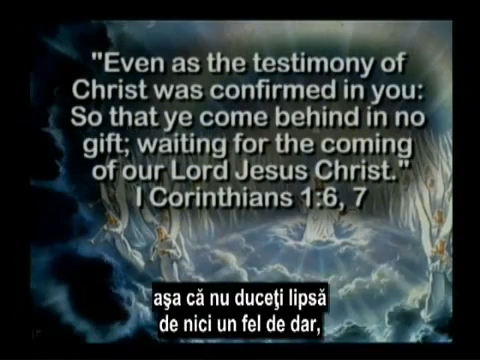 "Even as the testimony of
Christ was confirmed in you:
So that ye come behind in no
gift; waiting for the coming
of our Lord Jesus Christ."
I Corinthians 1:6, 7
aşa că nu duceţi lipsă
de nici un fel de dar,